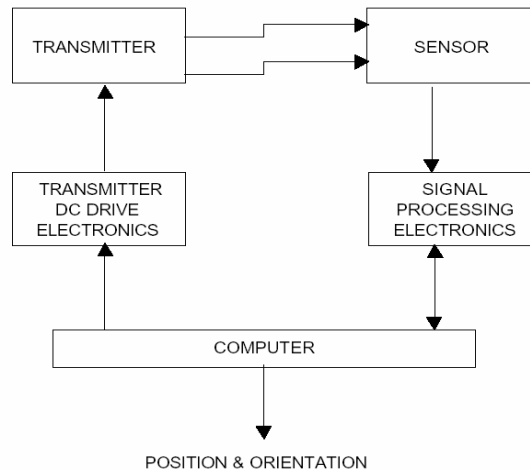 TRANSMITTER
SENSOR
TRANSMITTER
DC DRIVE
ELECTRONICS
SIGNAL
PROCESSING
ELECTRONICS
COMPUTER
POSITION & ORIENTATION